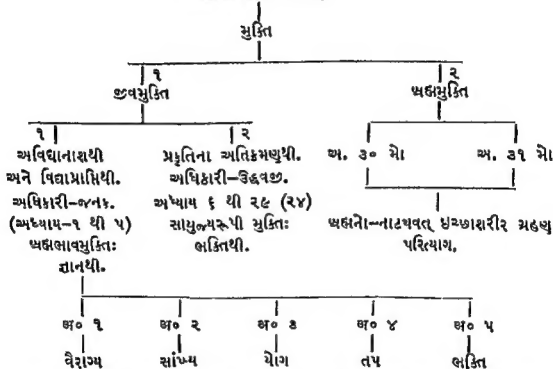 મુક્તિ
૧ ૨
જીવમુક્તિ બ્રહ્મમુક્તિ
૧ ૨
અવિદ્યાનાશથી પ્રકૃતિના અતિક્રમણથી. અ. ૩૦ મો અ. ૩૧ મો
અને વિદ્યાપ્રાપ્તિથી. અધિકારી-ઉદ્ધવજી.
અધિકારી-જનક. અધ્યાય ૬ થી ૨૯ (૨૪)
(અધ્યાય-૧ થી ૫) સાયુજ્યરૂપી મુક્તિઃ બ્રહ્મનો-નાટ્યવત્ ઇચ્છાશરીર ગ્રહણ
બ્રહ્મભાવમુક્તિઃ ભક્તિથી. પરિત્યાગ.
જ્ઞાનથી.
અ૦ ૧ અ૦ ૨ અ૦ ૩ અ૦ ૪ અ૦ ૫
વૈરાગ્ય સાંખ્ય યોગ તપ ભક્તિ